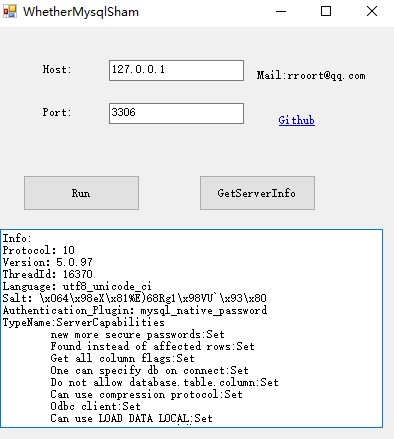 WhetherMysqlSham
Host:
127.0.0.1
Mail:rroort@qq.com
Port:
3306
Github
Run
GetServerInfo
Info:
Protocol: 10
Version: 5.0.97
ThreadId: 16370
Language: utf8_unicode_ci
Salt: \x064\x98eX\x81%E)68Rg1\x98VU`\x93\x80
Authentication_Plugin: mysql_native_password
TypeName:ServerCapabilities
new more secure passwords:Set
Found instead of affected rows:Set
Get all column flags:Set
One can specify db on connect:Set
Do not allow database.table.column:Set
Can use compression protocol:Set
Odbc client:Set
Can use LOAD DATA LOCAL:Set